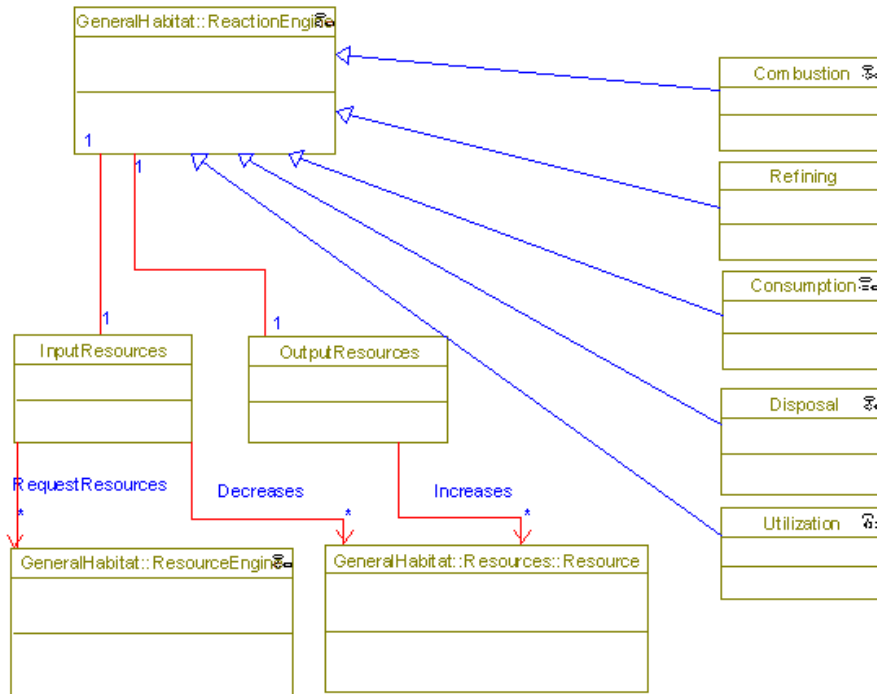 GeneralHabitat::ReactionEngine
Combustion
Refining
Consumption
Disposal
Utilization
1
1
1
1
InputResources
OutputResources
RequestResources
Decreases
Increases
*
*
*
GeneralHabitat::ResourceEngine
GeneralHabitat::Resources::Resource